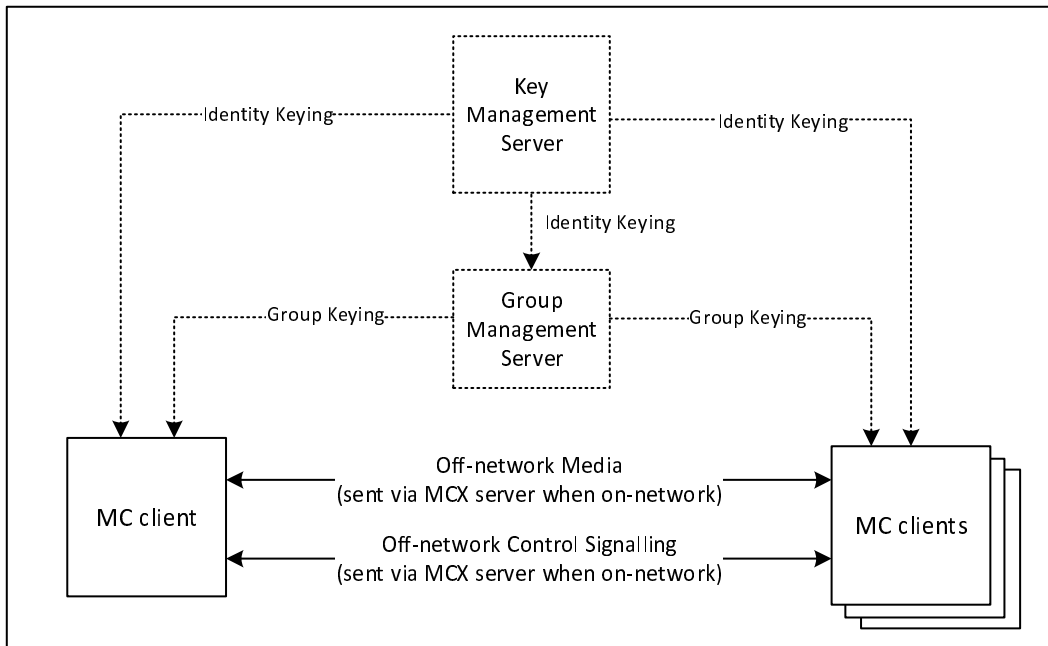 Key
Management
Server
Identity Keying
Identity Keying
Identity Keying
Group
Management
Server
Group Keying
Group Keying
MC client
Off-network Media
(sent via MCX server when on-network)
Off-network Control Signalling
(sent via MCX server when on-network)
MC clients